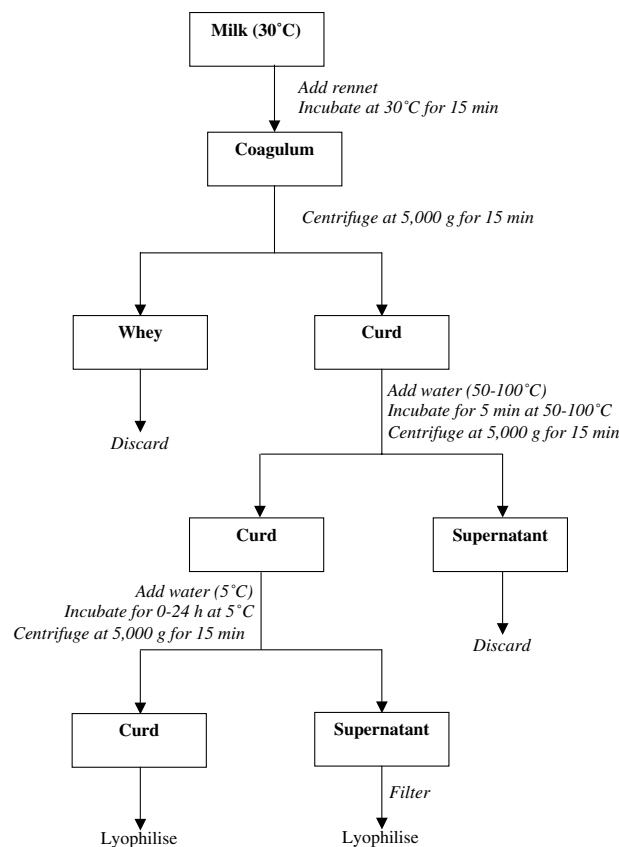 Milk (30˚C)
Add rennet
Incubate at 30˚C for 15 min
Coagulum
Centrifuge at 5,000 g for 15 min
Whey
Curd
Add water (50-100˚C)
Incubate for 5 min at 50-100˚C
Centrifuge at 5,000 g for 15 min
Discard
Curd
Supernatant
Add water (5˚C)
Incubate for 0-24 h at 5˚C
Centrifuge at 5,000 g for 15 min
Discard
Curd
Supernatant
Filter
Lyophilise
Lyophilise